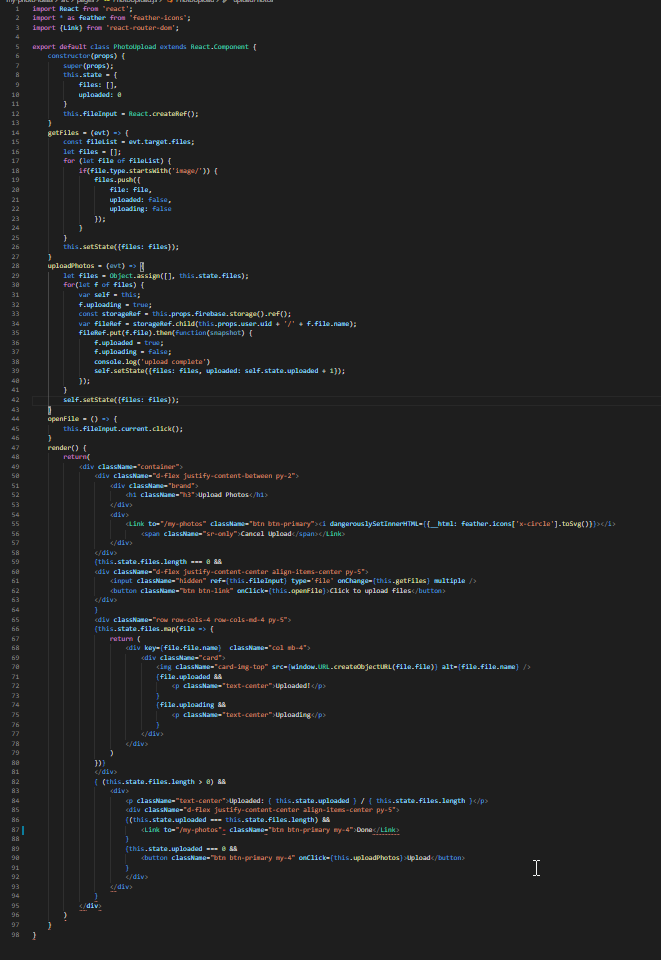 1 import React from 'react';
2 import * as feather from 'feather-icons';
3 import {Link} from 'react-router-dom';
4
5 export default class PhotoUpload extends React.Component {
6 constructor(props) {
7 super(props);
8 this.state = {
9 files: [],
10 uploaded: 0
11 }
12 this.fileInput = React.createRef();
13 }
14 getFiles = (evt) => {
15 const fileList = evt.target.files;
16 let files = [];
17 for (let file of fileList) {
18 if(file.type.startsWith('image/')) {
19 files.push({
20 file: file,
21 uploaded: false,
22 uploading: false
23 });
24 }
25 }
26 this.setState({files: files});
27 }
28 uploadPhotos = (evt) => {
29 let files = Object.assign([], this.state.files);
30 for(let f of files) {
31 var self = this;
32 f.uploading = true;
33 const storageRef = this.props.firebase.storage().ref();
34 var fileRef = storageRef.child(this.props.user.uid + '/' + f.file.name);
35 fileRef.put(f.file).then(function(snapshot) {
36 f.uploaded = true;
37 f.uploading = false;
38 console.log('upload complete')
39 self.setState({files: files, uploaded: self.state.uploaded + 1});
40 });
41 }
42 self.setState({files: files});
43 }
44 openFile = () => {
45 this.fileInput.current.click();
46 }
47 render() {
48 return(
49 <div className="container">
50 <div className="d-flex justify-content-between py-2">
51 <div className="brand">
52 <h1 className="h3">Upload Photos</h1>
53 </div>
54 <div>
55 <Link to="/my-photos" className="btn btn-primary"><i dangerouslySetInnerHTML={{__html: feather.icons['x-circle'].toSvg()}}></i>
56 <span className="sr-only">Cancel Upload</span></Link>
57 </div>
58 </div>
59 {this.state.files.length === 0 &&
60 <div className="d-flex justify-content-center align-items-center py-5">
61 <input className="hidden" ref={this.fileInput} type='file' onChange={this.getFiles} multiple />
62 <button className="btn btn-link" onClick={this.openFile}>Click to upload files</button>
63 </div>
64 }
65 <div className="row row-cols-4 row-cols-md-4 py-5">
66 {this.state.files.map(file => {
67 return (
68 <div key={file.file.name} className="col mb-4">
69 <div className="card">
70 <img className="card-img-top" src={window.URL.createObjectURL(file.file)} alt={file.file.name} />
71 {file.uploaded &&
72 <p className="text-center">Uploaded!</p>
73 }
74 {file.uploading &&
75 <p className="text-center">Uploading</p>
76 }
77 </div>
78 </div>
79 )
80 })}
81 </div>
82 { (this.state.files.length > 0) &&
83 <div>
84 <p className="text-center">Uploaded: { this.state.uploaded } / { this.state.files.length }</p>
85 <div className="d-flex justify-content-center align-items-center py-5">
86 {(this.state.uploaded === this.state.files.length) &&
87 <Link to="/my-photos" className="btn btn-primary my-4">Done</Link>
88 }
89 {this.state.uploaded === 0 &&
90 <button className="btn btn-primary my-4" onClick={this.uploadPhotos}>Upload</button>
91 }
92 </div>
93 </div>
94 }
95 </div>
96 )
97 }
98 }